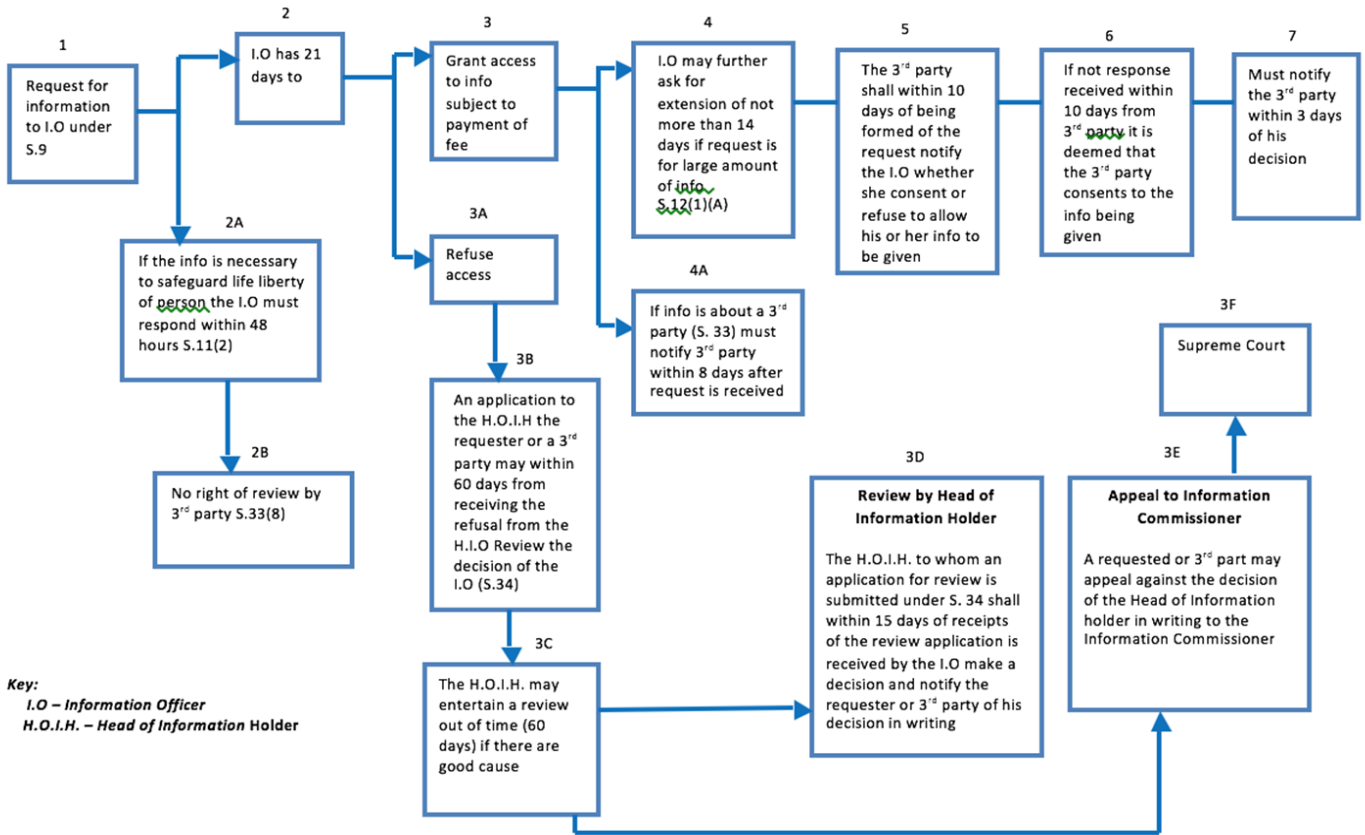 1
Request for
information
to I.O under
S.9
2
I.O has 21
days to
2A
If the info is necessary
to safeguard life liberty
of person the I.O must
respond within 48
hours S.11(2)
2B
No right of review by
3rd party S.33(8)
3
Grant access
to info
subject to
payment of
fee
3A
Refuse
access
3B
An application to
the H.O.I.H the
requester or a 3rd
party may within
60 days from
receiving the
refusal from the
H.I.O Review the
decision of the
I.O (S.34)
3C
The H.O.I.H. may
entertain a review
out of time (60
days) if there are
good cause
4
I.O may further
ask for
extension of not
more than 14
days if request is
for large amount
of info
S.12(1)(A)
4A
If info is about a 3rd
party (S. 33) must
notify 3rd party
within 8 days after
request is received
5
The 3rd party
shall within 10
days of being
formed of the
request notify
the I.O whether
she consent or
refuse to allow
his or her info to
be given
6
If not response
received within
10 days from
3rd party it is
deemed that
the 3rd party
consents to the
info being
given
7
Must notify
the 3rd party
within 3 days
of his
decision
3D
Review by Head of
Information Holder
The H.O.I.H. to whom an
application for review is
submitted under S. 34 shall
within 15 days of receipts
of the review application is
received by the I.O make a
decision and notify the
requester or 3rd party of his
decision in writing
3E
Appeal to Information
Commissioner
A requested or 3rd part may
appeal against the decision
of the Head of Information
holder in writing to the
Information Commissioner
3F
Supreme Court
Key:
I.O – Information Officer
H.O.I.H. – Head of Information Holder